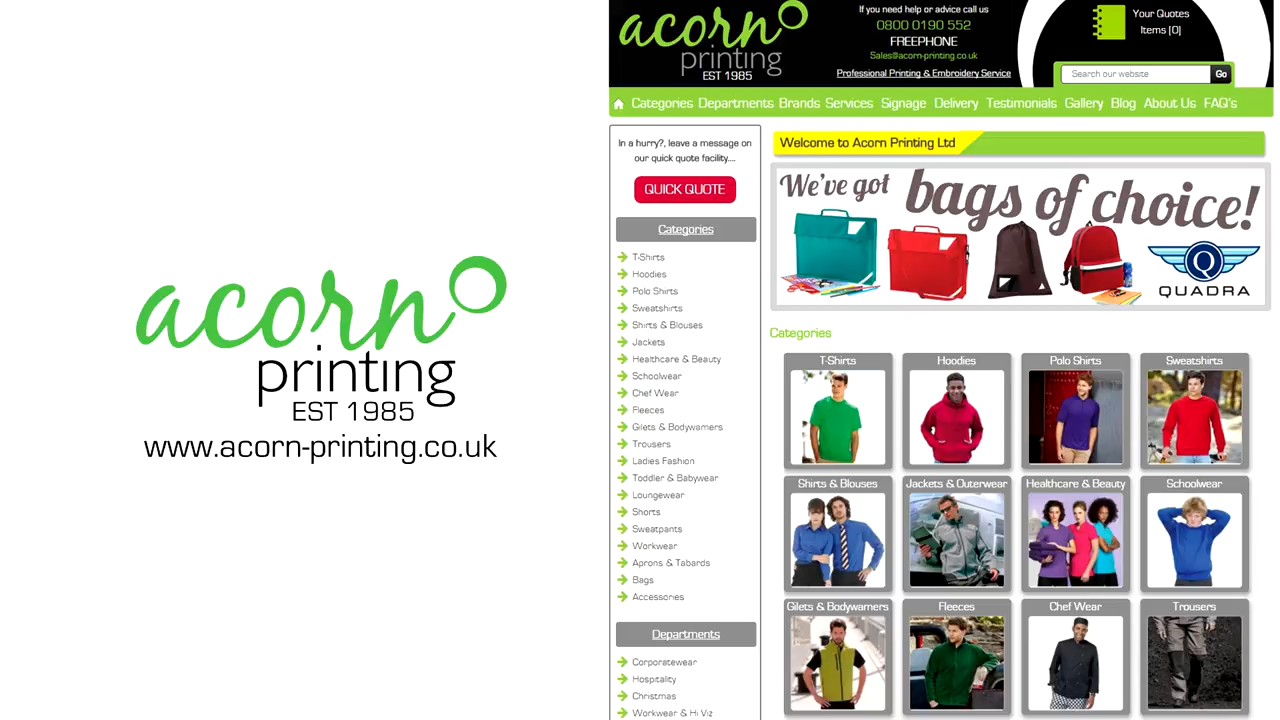 acorn
printing
EST 1985
www.acorn-printing.co.uk
acorn
printing
EST 1985
If you need help or advice call us
0800 0190 552
FREEPHONE
Sales@acorn-printing.co.uk
Professional Printing & Embroidery Service
Your Quotes
Items [0]
Search our website
Go
Categories Departments Brands Services Signage Delivery Testimonials Gallery Blog About Us FAQ's
In a hurry?, leave a message on
our quick quote facility....
QUICK QUOTE
Categories
T-Shirts
Hoodies
Polo Shirts
Sweatshirts
Shirts & Blouses
Jackets
Healthcare & Beauty
Schoolwear
Chef Wear
Fleeces
Gilets & Bodywarmers
Trousers
Ladies Fashion
Toddler & Babywear
Loungewear
Shorts
Sweatpants
Workwear
Aprons & Tabards
Bags
Accessories
Departments
Corporatewear
Hospitality
Christmas
Workwear & Hi Viz
Welcome to Acorn Printing Ltd
We've got bags of choice!
Q
QUADRA
Categories
T-Shirts
Hoodies
Polo Shirts
Sweatshirts
Shirts & Blouses
Jackets & Outerwear
Healthcare & Beauty
Schoolwear
Gilets & Bodywamers
Fleeces
Chef Wear
Trousers